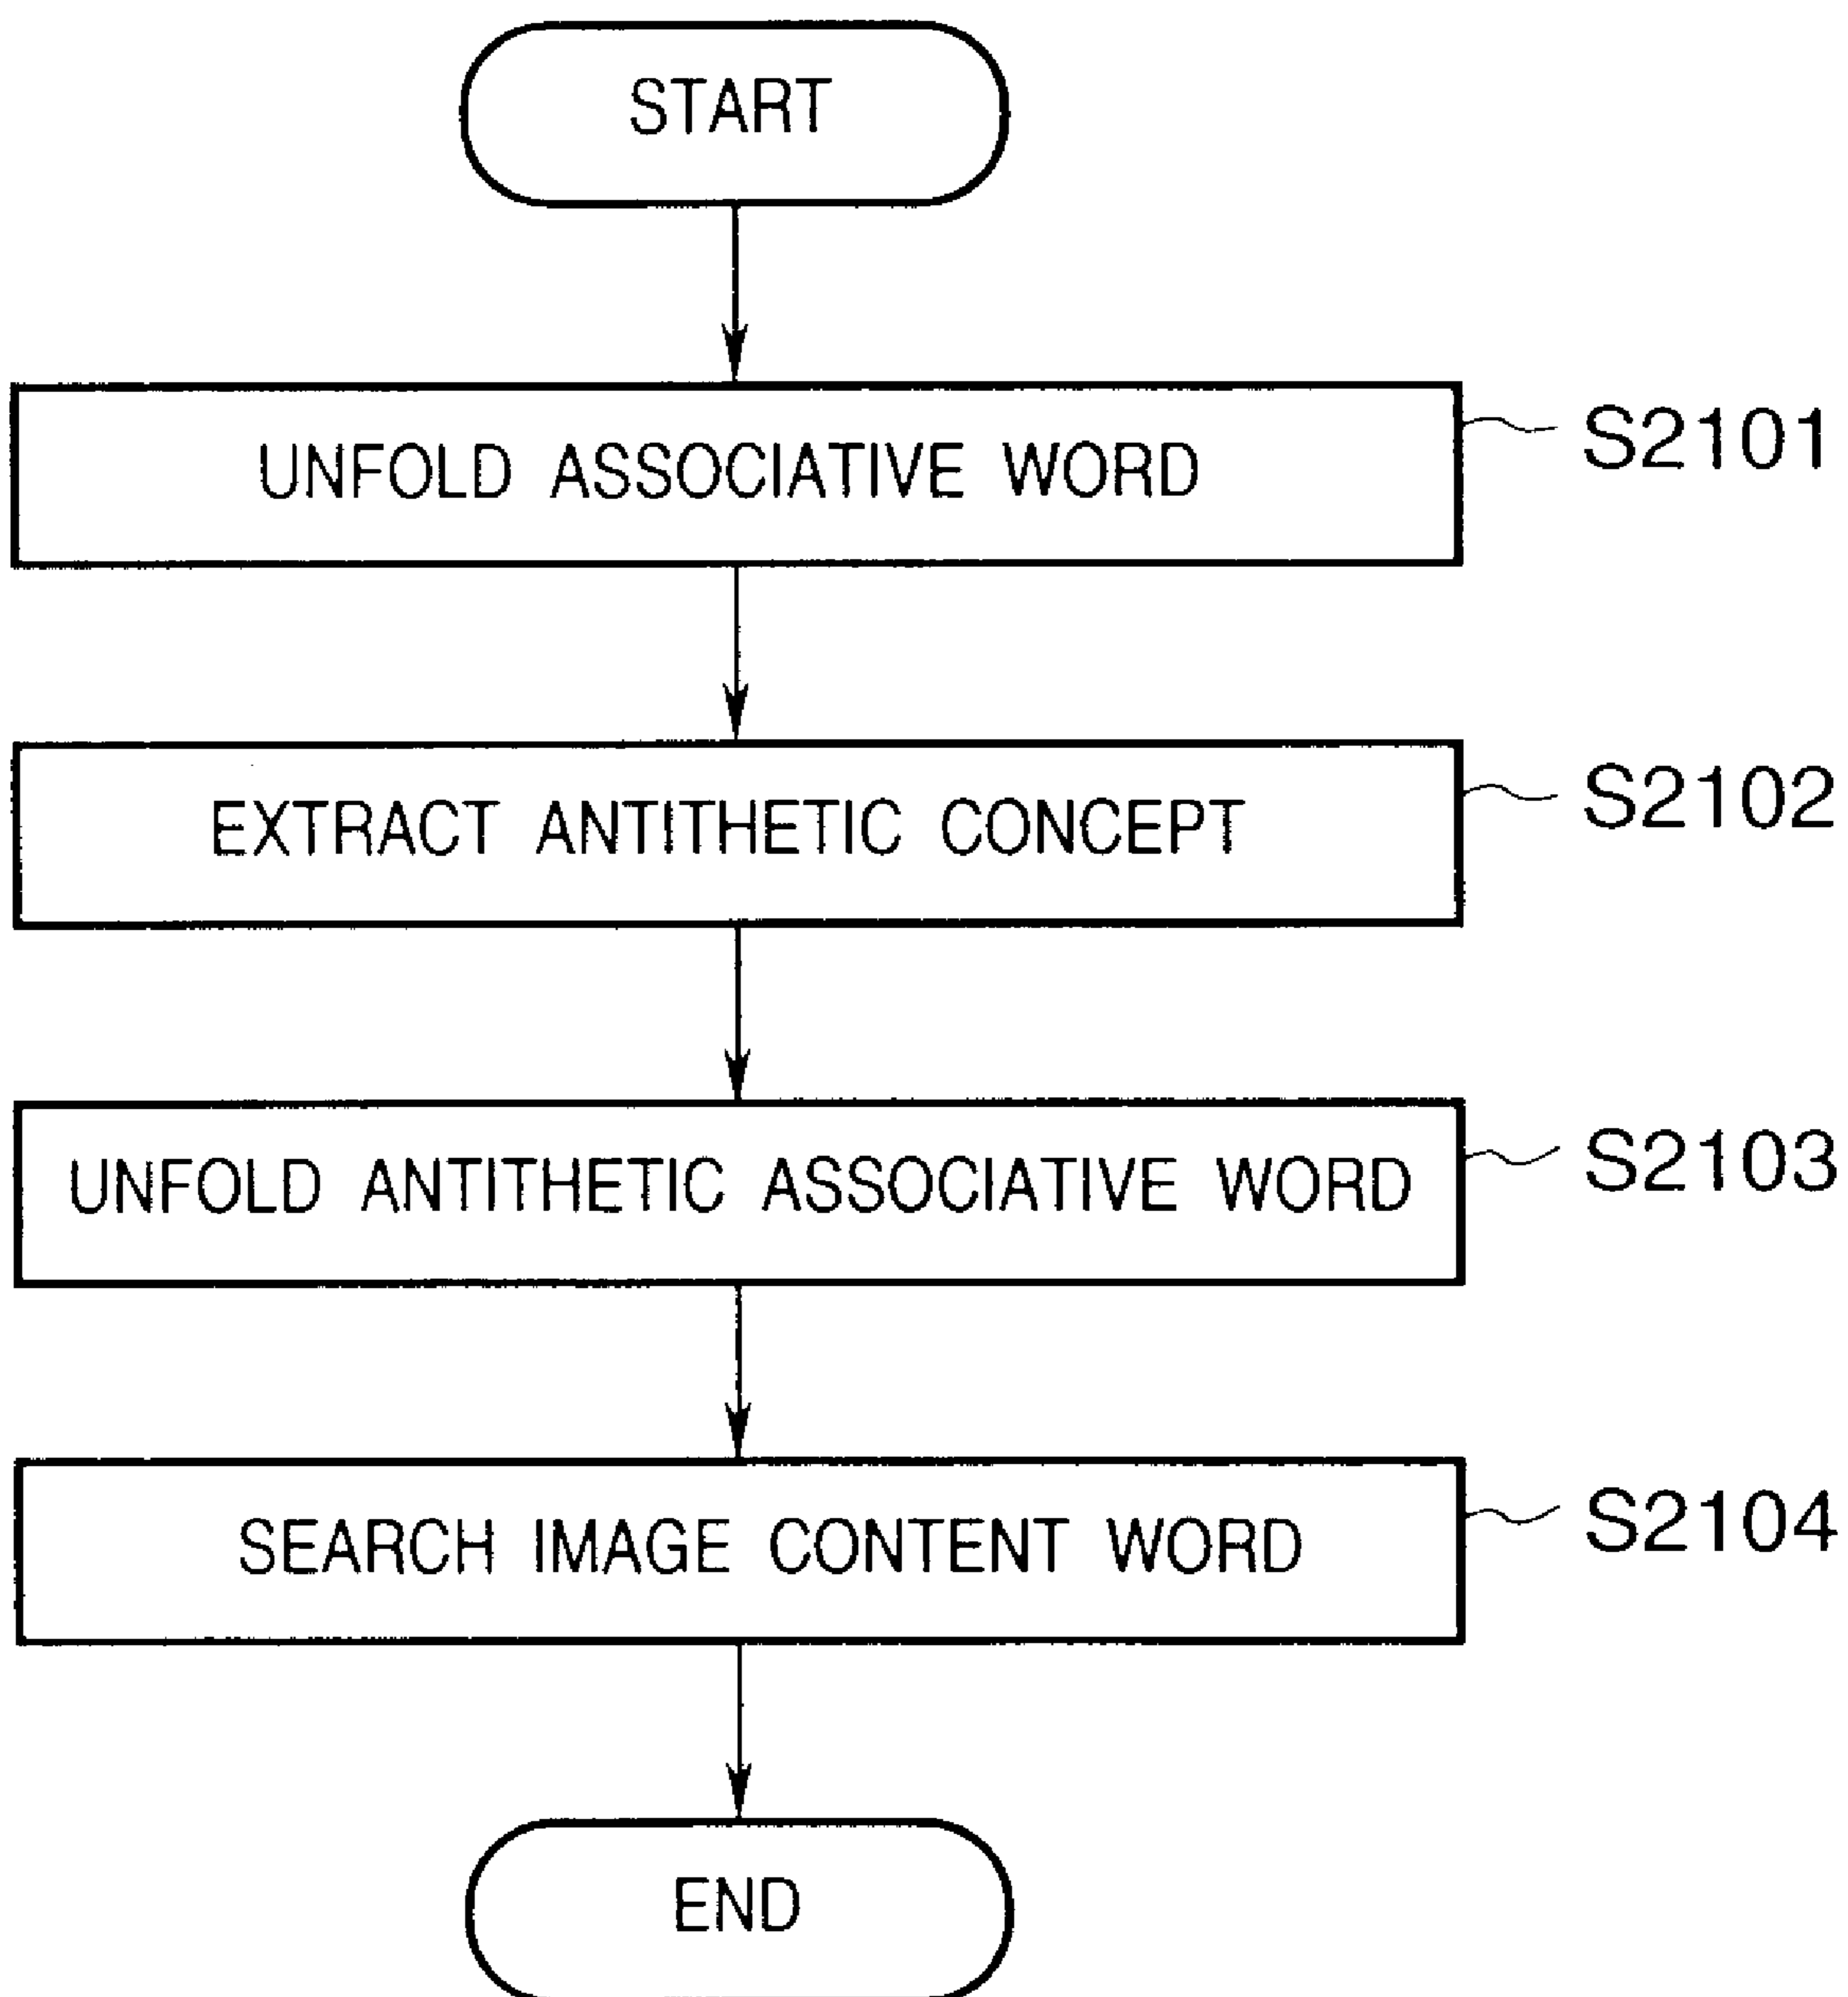 START
UNFOLD ASSOCIATIVE WORD
S2101
EXTRACT ANTITHETIC CONCEPT
S2102
UNFOLD ANTITHETIC ASSOCIATIVE WORD
S2103
SEARCH IMAGE CONTENT WORD
S2104
END